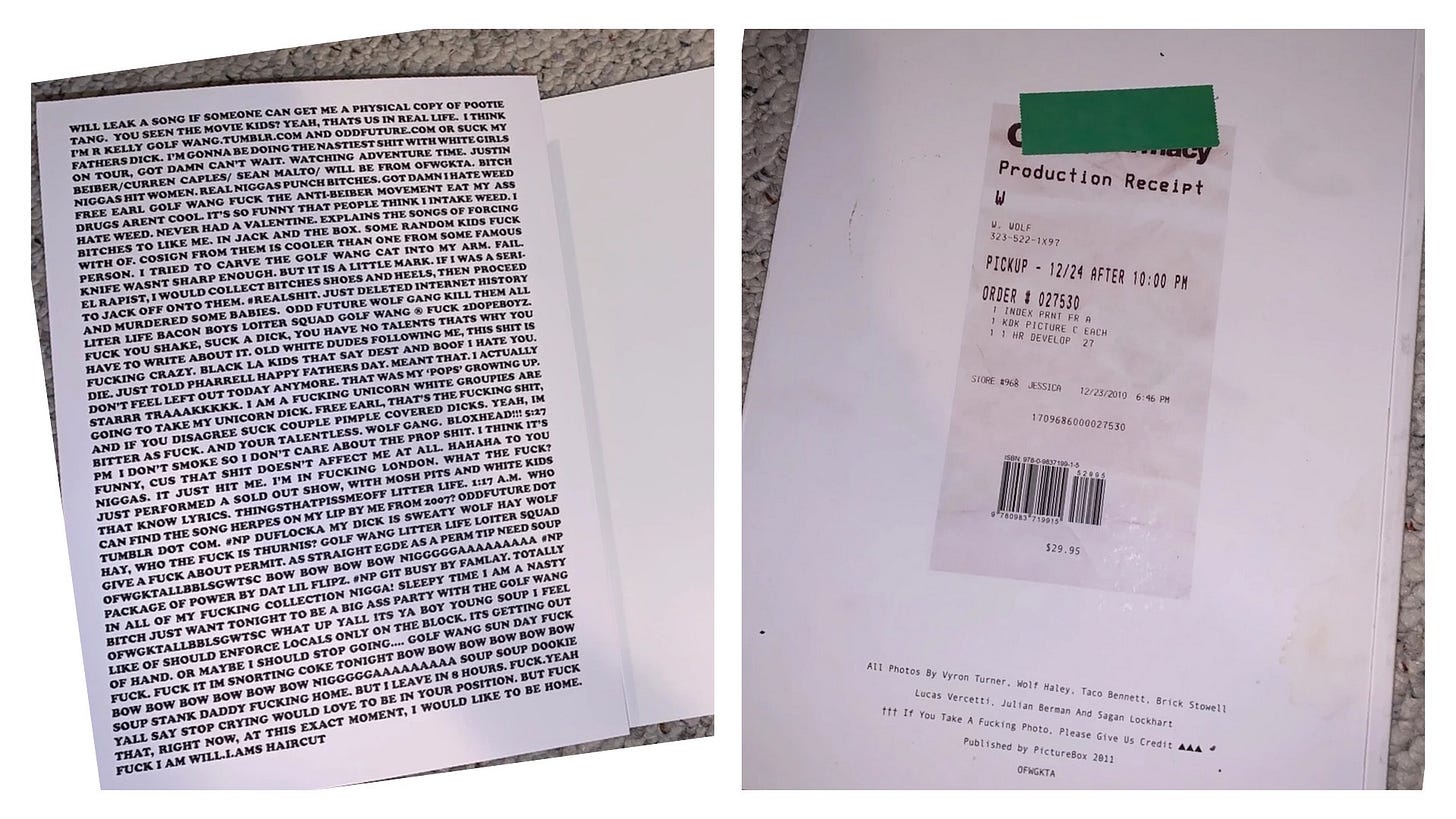 WILL LEAK A SONG IF SOMEONE CAN GET ME A PHYSICAL COPY OF POOTIE
TANG. YOU SEEN THE MOVIE KIDS? YEAH, THATS US IN REAL LIFE. I THINK
I'M R KELLY GOLF WANG.TUMBLR.COM AND ODDFUTURE.COM OR SUCK MY
FATHERS DICK. I'M GONNA BE DOING THE NASTIEST SHIT WITH WHITE GIRLS
ON TOUR, GOT DAMN CAN'T WAIT. WATCHING ADVENTURE TIME. JUSTIN
BEIBER/CURREN CAPLES/ SEAN MALTO/ WILL BE FROM OFWGKTA. BITCH
NIGGAS HIT WOMEN. REAL NIGGAS PUNCH BITCHES. GOT DAMN I HATE WEED
FREE EARL GOLF WANG FUCK THE ANTI-BEIBER MOVEMENT EAT MY ASS
DRUGS ARENT COOL. IT'S SO FUNNY THAT PEOPLE THINK I INTAKE WEED. I
HATE WEED. NEVER HAD A VALENTINE. EXPLAINS THE SONGS OF FORCING
BITCHES TO LIKE ME. IN JACK AND THE BOX. SOME RANDOM KIDS FUCK
WITH OF. COSIGN FROM THEM IS COOLER THAN ONE FROM SOME FAMOUS
PERSON. I TRIED TO CARVE THE GOLF WANG CAT INTO MY ARM. FAIL.
KNIFE WASNT SHARP ENOUGH. BUT IT IS A LITTLE MARK. IF I WAS A SERI-
EL RAPIST, I WOULD COLLECT BITCHES SHOES AND HEELS, THEN PROCEED
TO JACK OFF ONTO THEM. #REALSHIT. JUST DELETED INTERNET HISTORY
AND MURDERED SOME BABIES. ODD FUTURE WOLF GANG KILL THEM ALL
LITER LIFE BACON BOYS LOITER SQUAD GOLF WANG ® FUCK 2DOPEBOYZ.
FUCK YOU SHAKE, SUCK A DICK, YOU HAVE NO TALENTS THATS WHY YOU
HAVE TO WRITE ABOUT IT. OLD WHITE DUDES FOLLOWING ME, THIS SHIT IS
FUCKING CRAZY. BLACK LA KIDS THAT SAY DEST AND BOOF I HATE YOU.
DIE. JUST TOLD PHARRELL HAPPY FATHERS DAY. MEANT THAT. I ACTUALLY
DON'T FEEL LEFT OUT TODAY ANYMORE. THAT WAS MY 'POPS' GROWING UP.
STARRR TRAAAKKKKK. I AM A FUCKING UNICORN WHITE GROUPIES ARE
GOING TO TAKE MY UNICORN DICK. FREE EARL, THAT'S THE FUCKING SHIT,
AND IF YOU DISAGREE SUCK COUPLE PIMPLE COVERED DICKS. YEAH, IM
BITTER AS FUCK. AND YOUR TALENTLESS. WOLF GANG. BLOXHEAD!!! 5:27
PM I DON'T SMOKE SO I DON'T CARE ABOUT THE PROP SHIT. I THINK IT'S
FUNNY, CUS THAT SHIT DOESN'T AFFECT ME AT ALL. HAHAHA TO YOU
NIGGAS. IT JUST HIT ME. I'M IN FUCKING LONDON. WHAT THE FUCK?
JUST PERFORMED A SOLD OUT SHOW, WITH MOSH PITS AND WHITE KIDS
THAT KNOW LYRICS. THINGSTHATPISSMEOFF LITTER LIFE. 1:17 A.M. WHO
CAN FIND THE SONG HERPES ON MY LIP BY ME FROM 2007? ODDFUTURE DOT
TUMBLR DOT COM. #NP DUFLOCKA MY DICK IS SWEATY WOLF HAY WOLF
HAY, WHO THE FUCK IS THURNIS? GOLF WANG LITTER LIFE LOITER SQUAD
GIVE A FUCK ABOUT PERMIT. AS STRAIGHT EGDE AS A PERM TIP NEED SOUP
OFWGKTALLBBLSGWTSC BOW BOW BOW BOW NIGGGGGAAAAAAAAA #NP
PACKAGE OF POWER BY DAT LIL FLIPZ. #NP GIT BUSY BY FAMLAY. TOTALLY
IN ALL OF MY FUCKING COLLECTION NIGGA! SLEEPY TIME I AM A NASTY
BITCH JUST WANT TONIGHT TO BE A BIG ASS PARTY WITH THE GOLF WANG
OFWGKTALLBBLSGWTSC WHAT UP YALL ITS YA BOY YOUNG SOUP I FEEL
LIKE OF SHOULD ENFORCE LOCALS ONLY ON THE BLOCK. ITS GETTING OUT
OF HAND. OR MAYBE I SHOULD STOP GOING.... GOLF WANG SUN DAY FUCK
FUCK. FUCK IT IM SNORTING COKE TONIGHT BOW BOW BOW BOW BOW BOW
BOW BOW BOW BOW BOW BOW NIGGGGGAAAAAAAAA SOUP SOUP DOOKIE
SOUP STANK DADDY FUCKING HOME. BUT I LEAVE IN 8 HOURS. FUCK.YEAH
YALL SAY STOP CRYING WOULD LOVE TO BE IN YOUR POSITION. BUT FUCK
THAT, RIGHT NOW, AT THIS EXACT MOMENT, I WOULD LIKE TO BE HOME.
FUCK I AM WILL.I.AMS HAIRCUT
Production Receipt
W
W. WOLF
323-522-1X97
PICKUP - 12/24 AFTER 10:00 PM
ORDER # 027530
1 INDEX PRNT FR A
1 KDK PICTURE C EACH
1 1 HR DEVELOP 27
STORE #968 JESSICA 12/23/2010 6:46 PM
1709686000027530
ISBN: 978-0-9837199-1-5
52995
9 780983 719915
$29.95
All Photos By Vyron Turner, Wolf Haley, Taco Bennett, Brick Stowell
Lucas Vercetti, Julian Berman And Sagan Lockhart
††† If You Take A Fucking Photo, Please Give Us Credit ▲▲▲
Published by PictureBox 2011
OFWGKTA